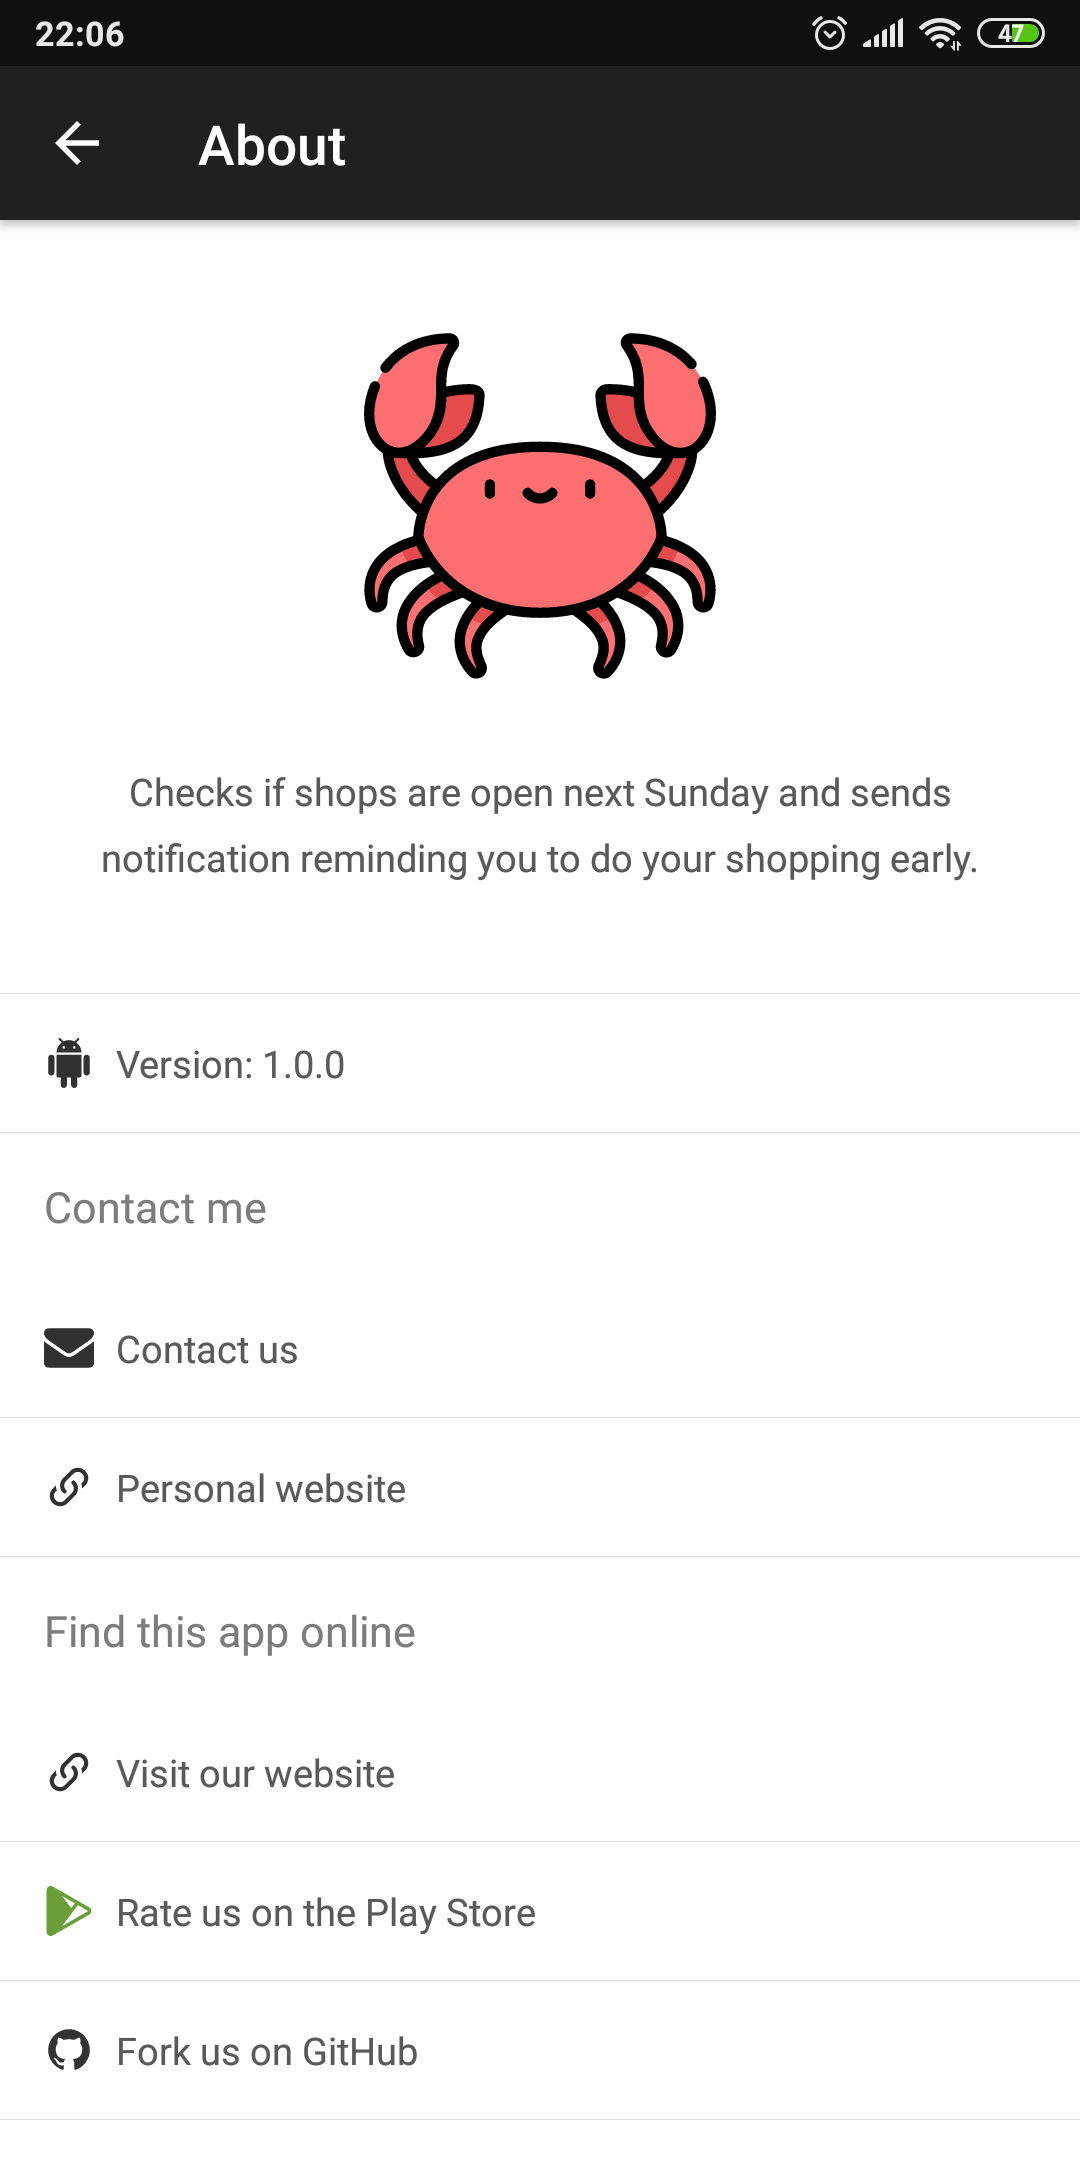 22:06
47
About
Checks if shops are open next Sunday and sends
notification reminding you to do your shopping early.
Version: 1.0.0
Contact me
Contact us
Personal website
Find this app online
Visit our website
Rate us on the Play Store
Fork us on GitHub